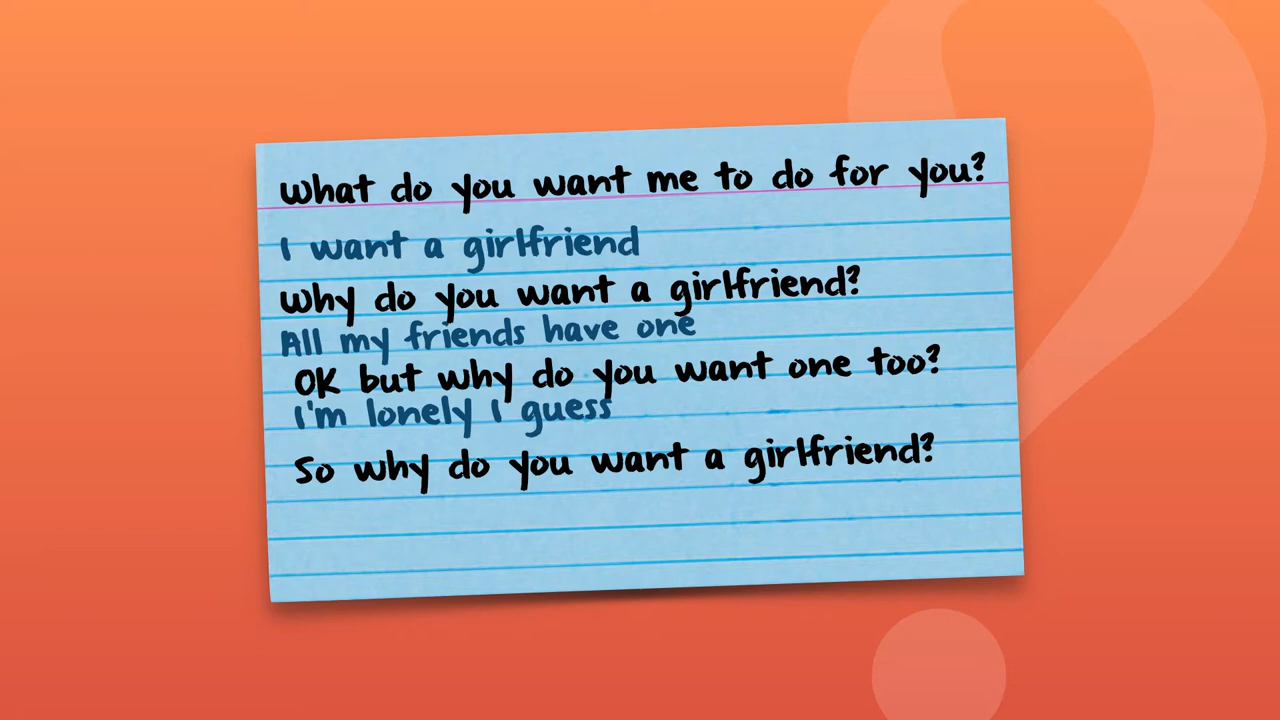 What do you want me to do for you?
I want a girlfriend
Why do you want a girlfriend?
All my friends have one
OK but why do you want one too?
I'm lonely I guess
So why do you want a girlfriend?